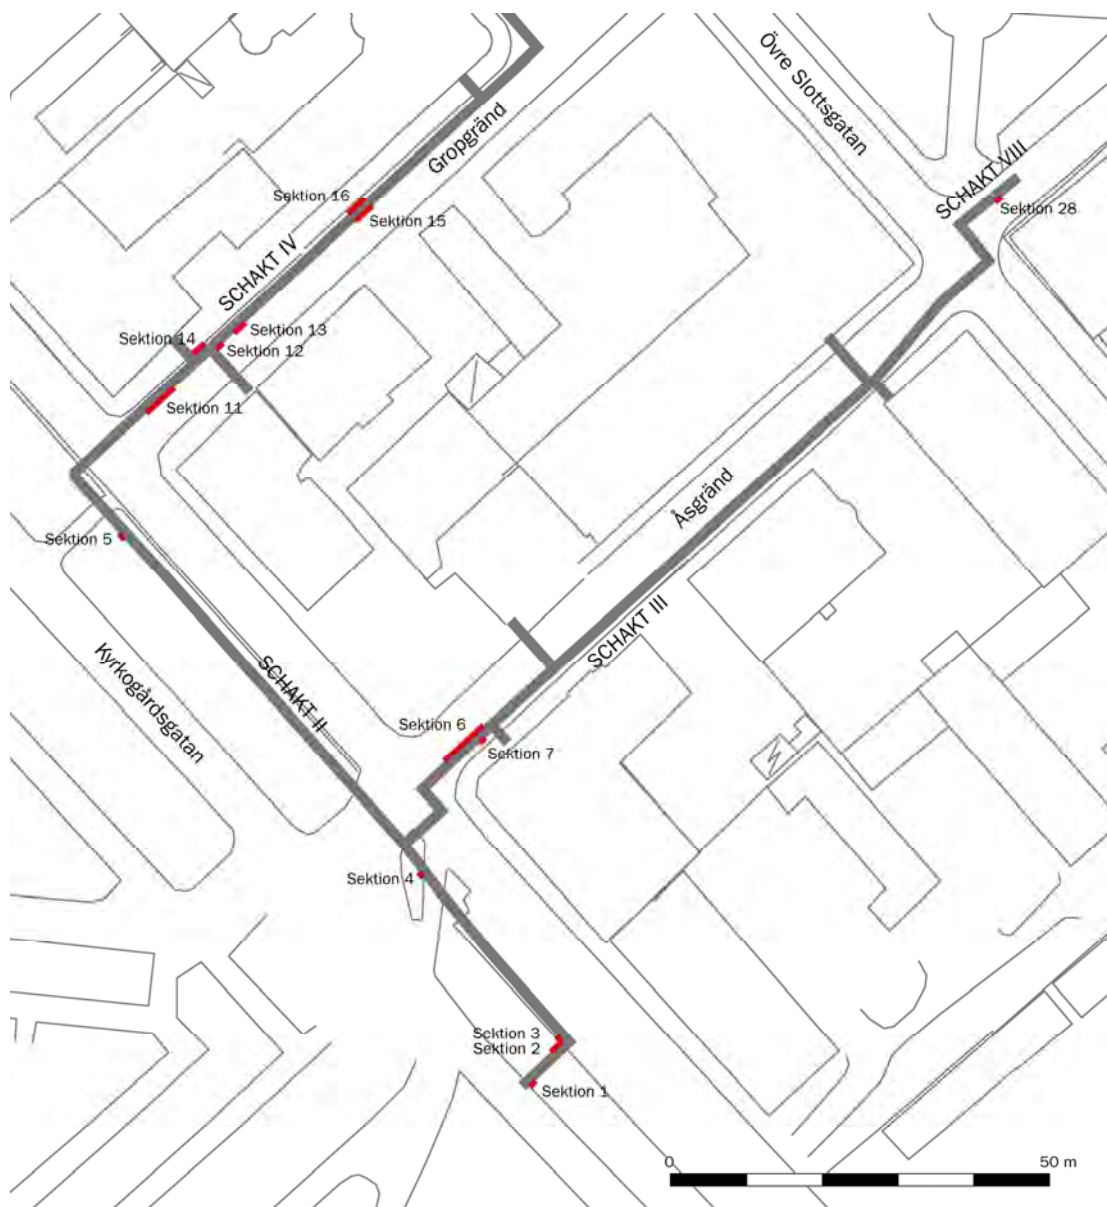 Övre Slottsgatan
Gropgränd
SCHAKT VIII
Sektion 16
Sektion 28
Sektion 15
SCHAKT IV
Sektion 13
Sektion 14
Sektion 12
Sektion 11
Åsgränd
Sektion 5
SCHAKT III
Kyrkogårdsgatan
SCHAKT II
Sektion 6
Sektion 7
Sektion 4
Sektion 3
Sektion 2
Sektion 1
0 50 m